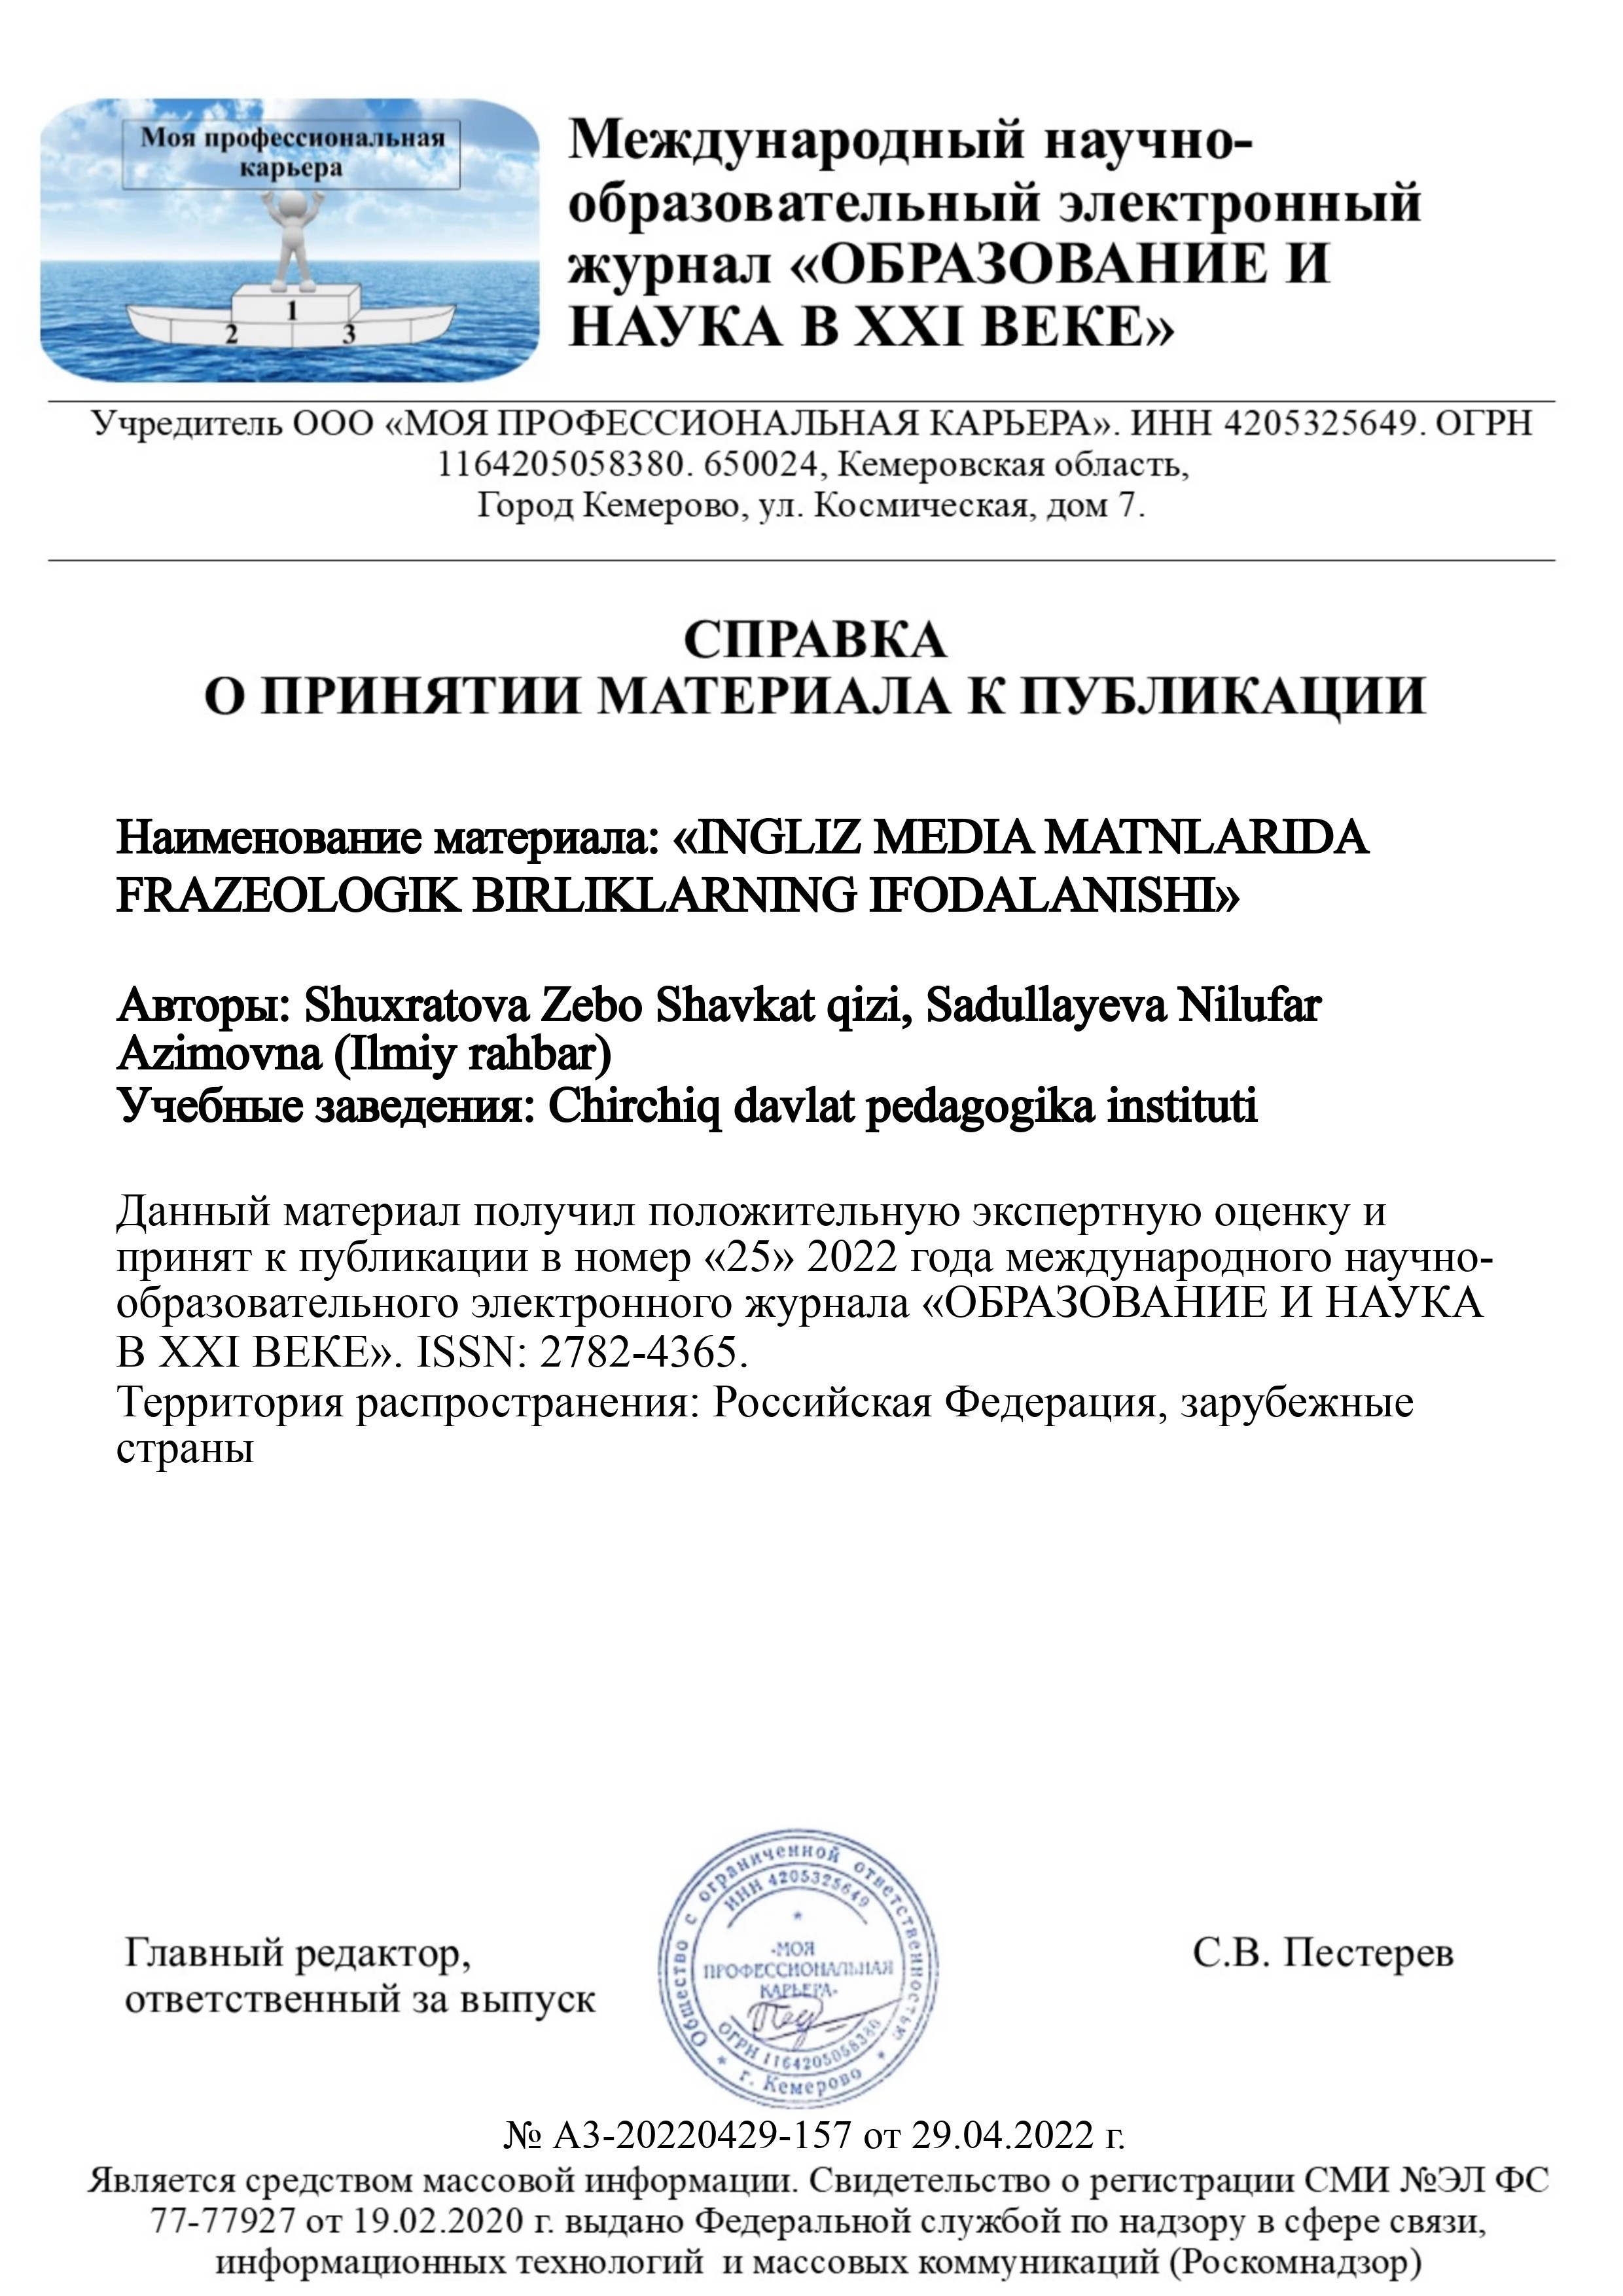 Моя профессиональная
карьера
1
2
3
Международный научно-
образовательный электронный
журнал «ОБРАЗОВАНИЕ И
НАУКА В XXI ВЕКЕ»
Учредитель ООО «МОЯ ПРОФЕССИОНАЛЬНАЯ КАРЬЕРА». ИНН 4205325649. ОГРН
1164205058380. 650024, Кемеровская область,
Город Кемерово, ул. Космическая, дом 7.
СПРАВКА
О ПРИНЯТИИ МАТЕРИАЛА К ПУБЛИКАЦИИ
Наименование материала: «INGLIZ MEDIA MATNLARIDA
FRAZEOLOGIK BIRLIKLARNING IFODALANISHI»
Авторы: Shuxratova Zebo Shavkat qizi, Sadullayeva Nilufar
Azimovna (Ilmiy rahbar)
Учебные заведения: Chirchiq davlat pedagogika instituti
Данный материал получил положительную экспертную оценку и
принят к публикации в номер «25» 2022 года международного научно-
образовательного электронного журнала «ОБРАЗОВАНИЕ И НАУКА
В XXI ВЕКЕ». ISSN: 2782-4365.
Территория распространения: Российская Федерация, зарубежные
страны
Главный редактор,
ответственный за выпуск
Общество с ограниченной ответственностью
ИНН 4205325649
«МОЯ
ПРОФЕССИОНАЛЬНАЯ
КАРЬЕРА»
ОГРН 1164205058380
* г. Кемерово *
С.В. Пестерев
№ А3-20220429-157 от 29.04.2022 г.
Является средством массовой информации. Свидетельство о регистрации СМИ №ЭЛ ФС
77-77927 от 19.02.2020 г. выдано Федеральной службой по надзору в сфере связи,
информационных технологий и массовых коммуникаций (Роскомнадзор)